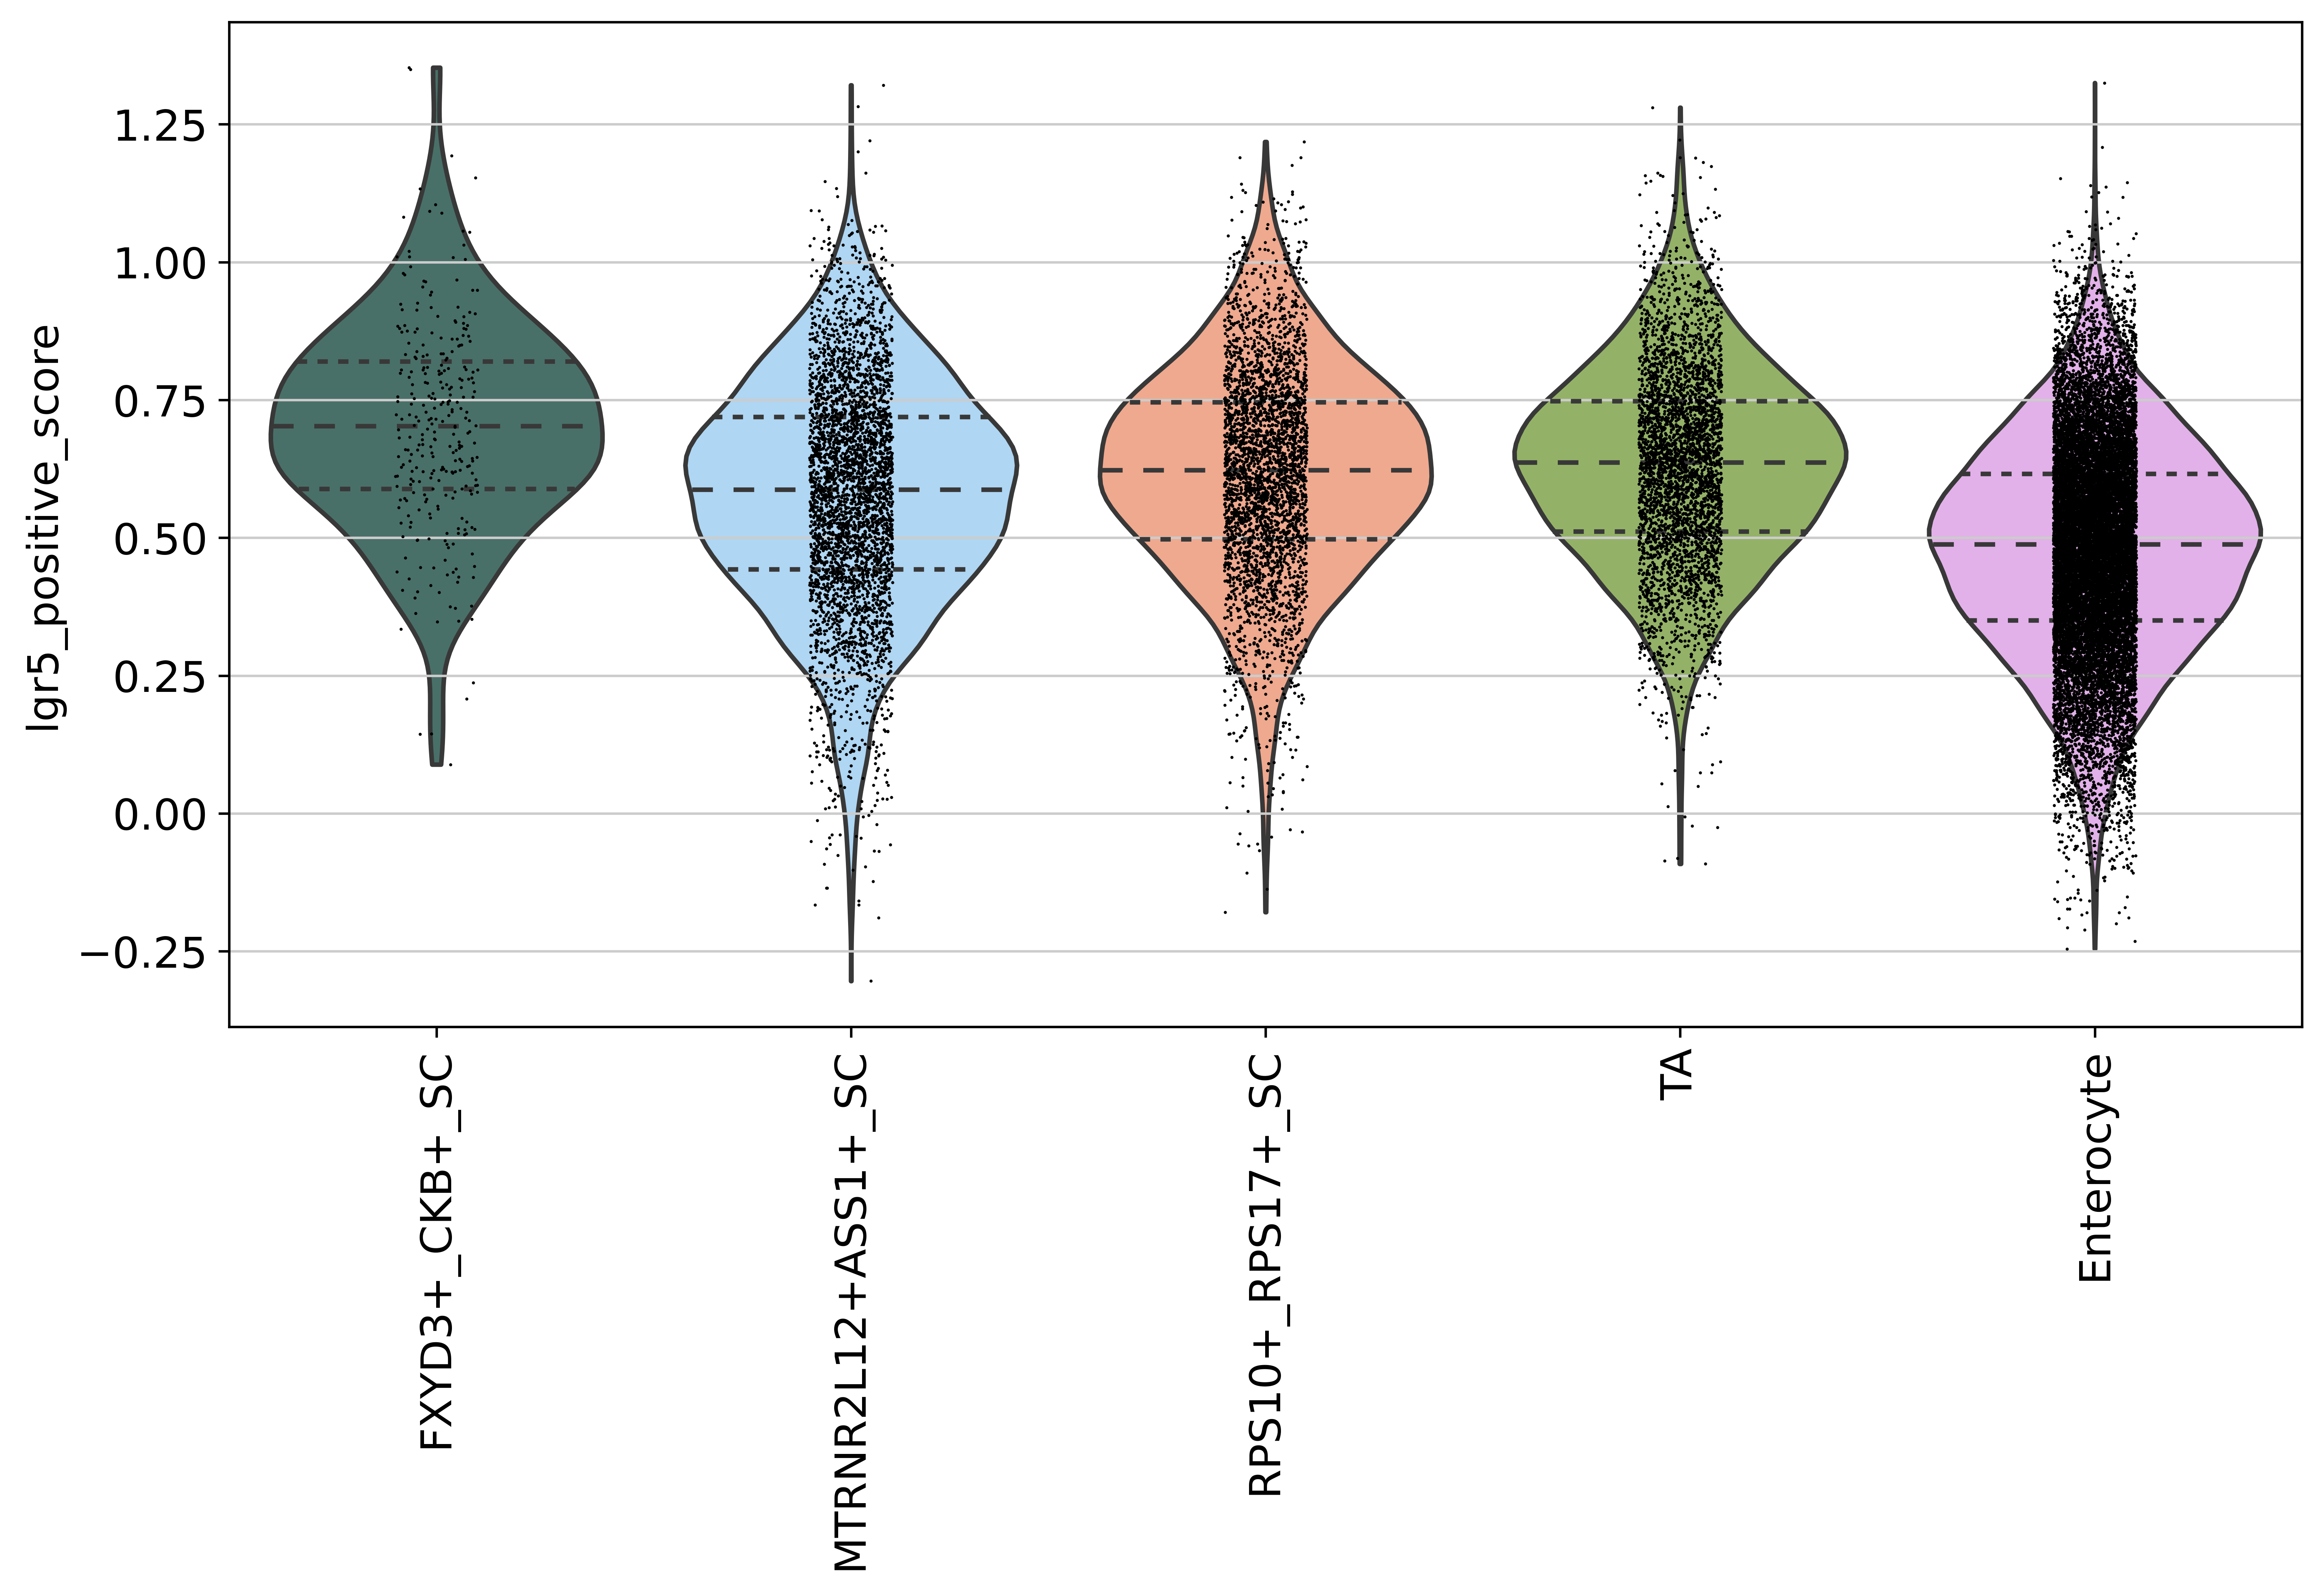 lgr5_positive_score
1.25
1.00
0.75
0.50
0.25
0.00
−0.25
FXYD3+_CKB+_SC
MTRNR2L12+ASS1+_SC
RPS10+_RPS17+_SC
TA
Enterocyte